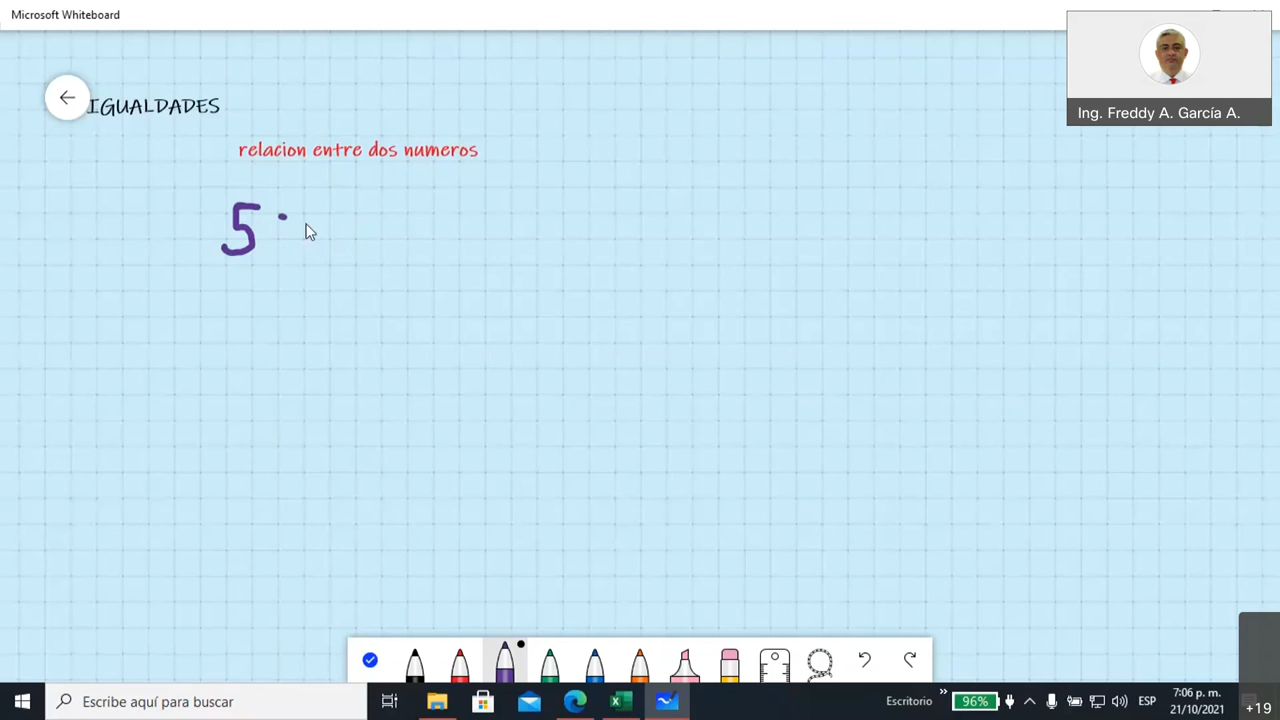 Microsoft Whiteboard
Ing. Freddy A. García A.
IGUALDADES
relacion entre dos numeros
5
Escribe aquí para buscar
Escritorio
»
96%
ESP
7:06 p. m.
21/10/2021
+19